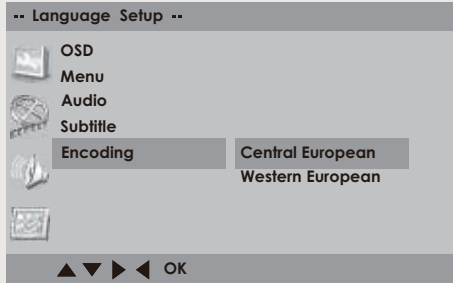 -- Language Setup --
OSD
Menu
Audio
Subtitle
Encoding Central European
Western European
OK